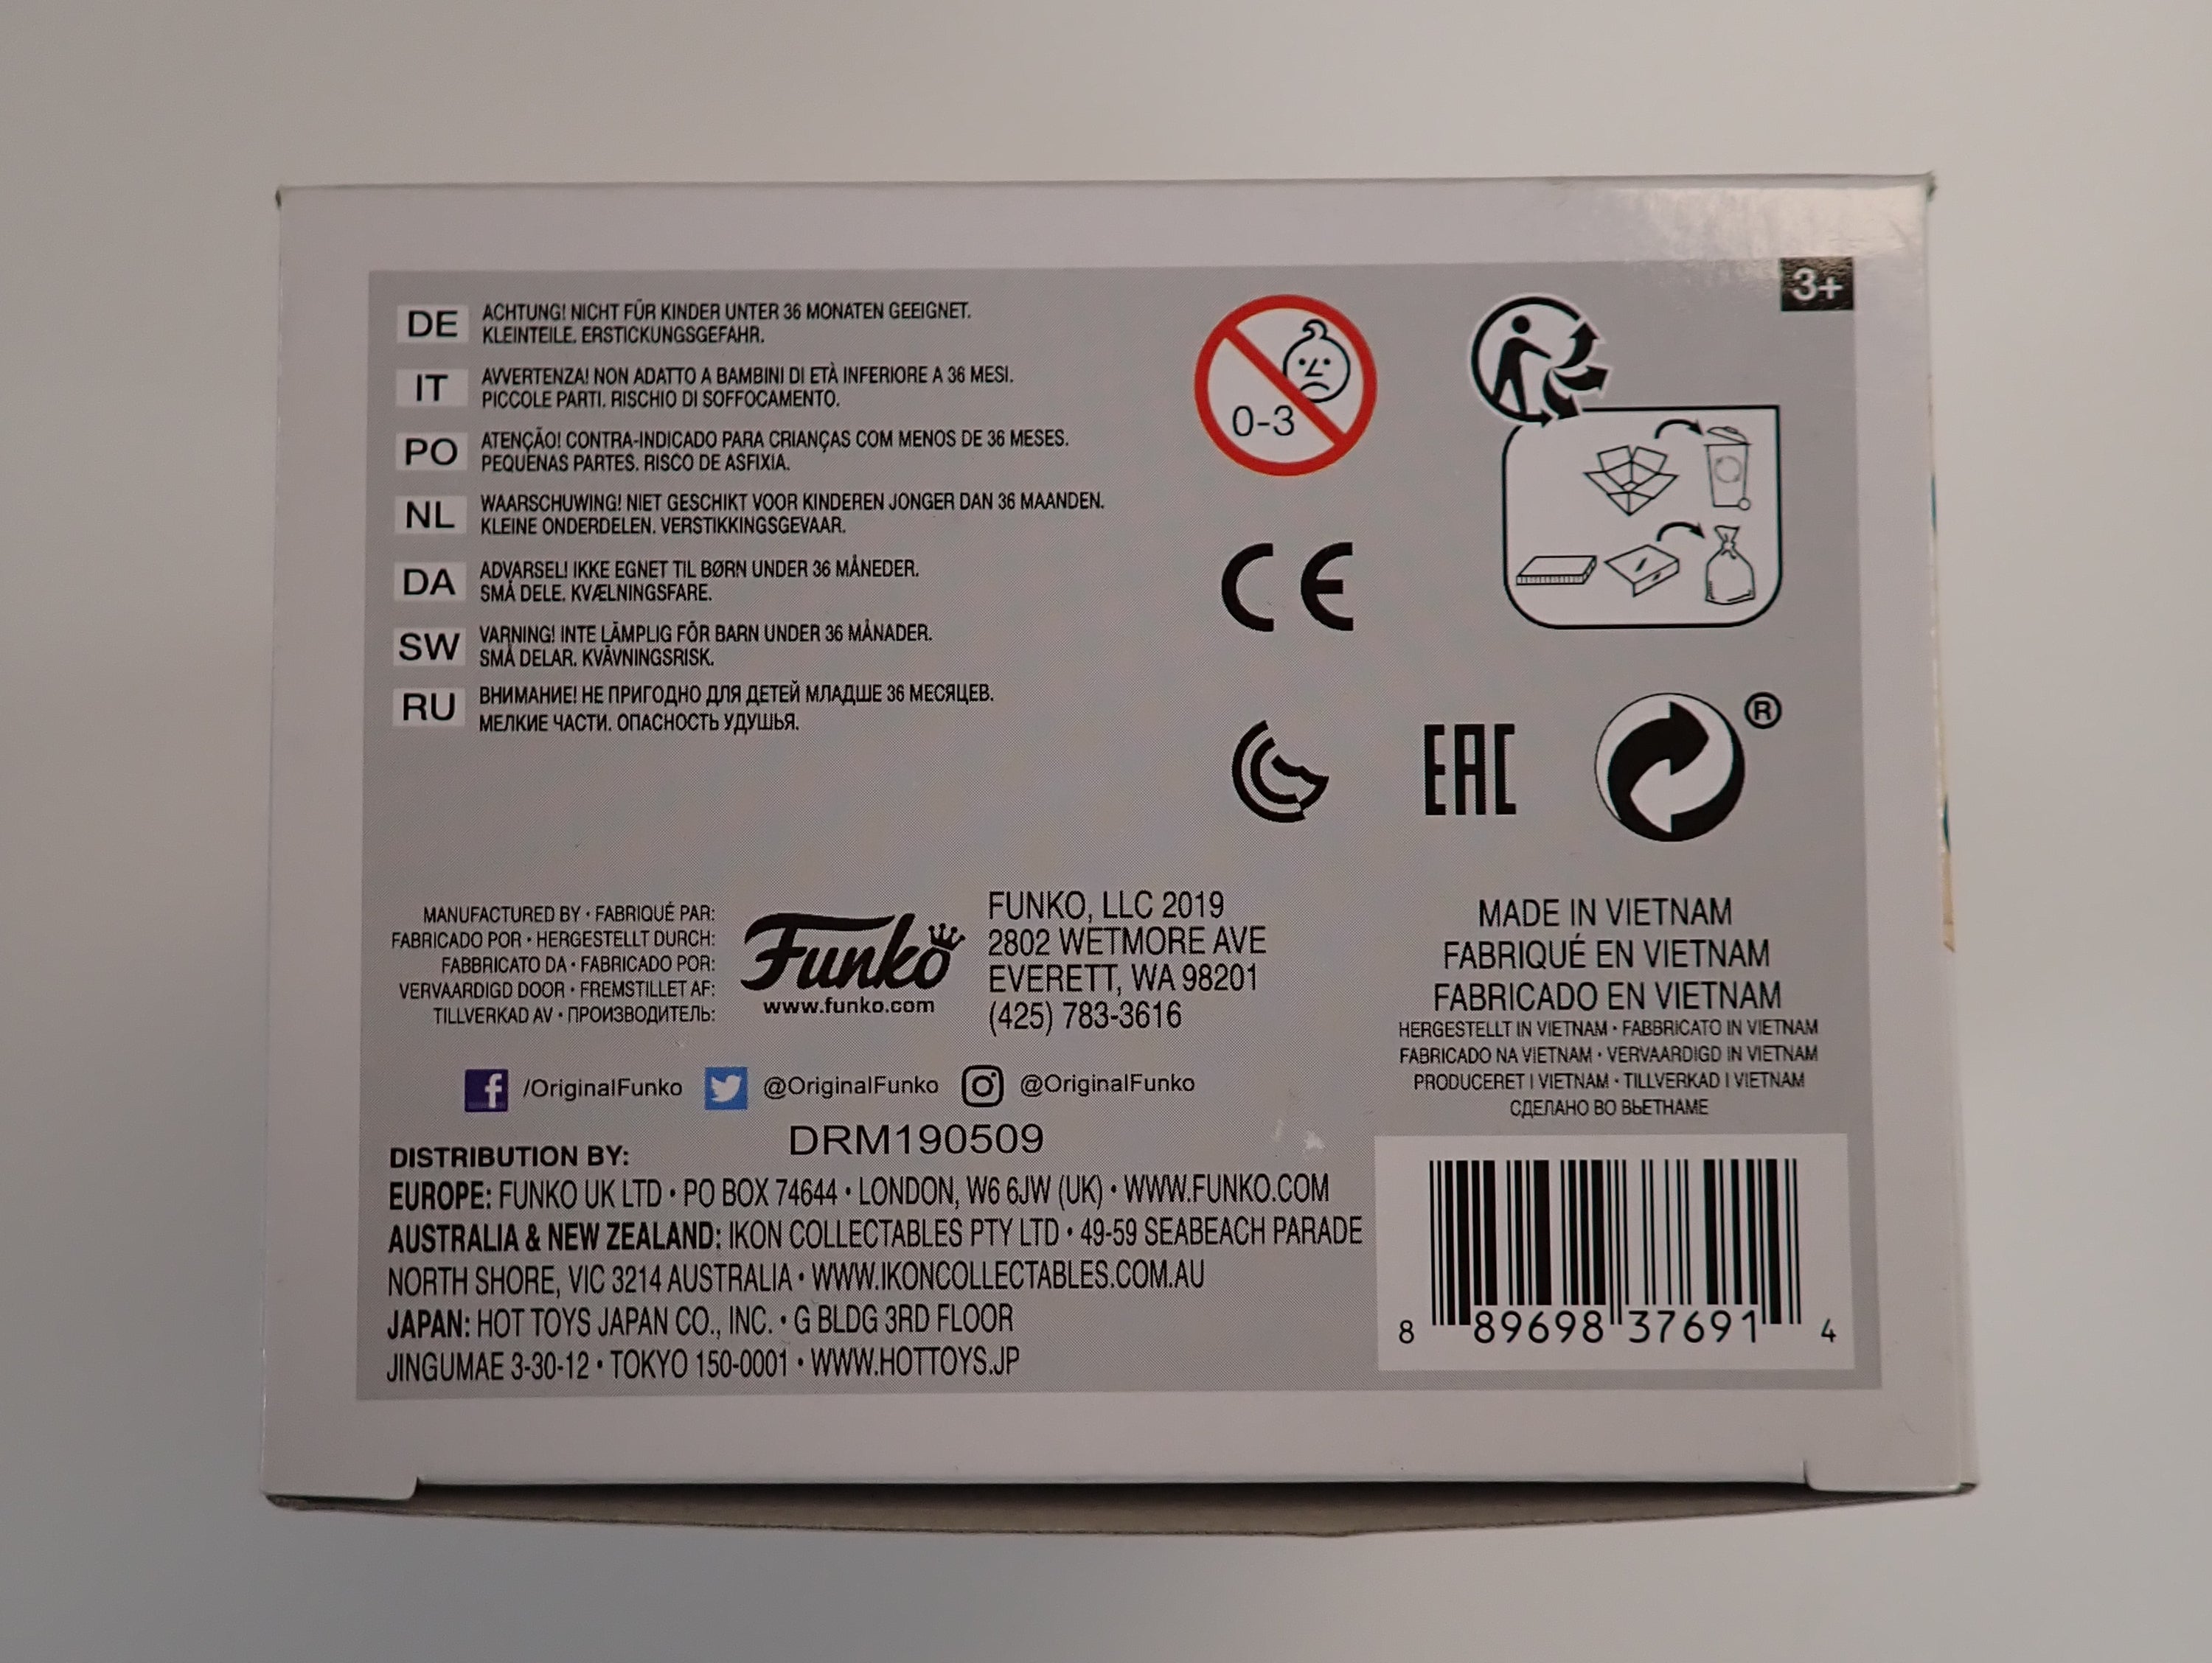 3+
DE
ACHTUNG! NICHT FÜR KINDER UNTER 36 MONATEN GEEIGNET.
KLEINTEILE. ERSTICKUNGSGEFAHR.
IT
AVVERTENZA! NON ADATTO A BAMBINI DI ETÀ INFERIORE A 36 MESI.
PICCOLE PARTI. RISCHIO DI SOFFOCAMENTO.
PO
ATENÇÃO! CONTRA-INDICADO PARA CRIANÇAS COM MENOS DE 36 MESES.
PEQUENAS PARTES. RISCO DE ASFIXIA.
NL
WAARSCHUWING! NIET GESCHIKT VOOR KINDEREN JONGER DAN 36 MAANDEN.
KLEINE ONDERDELEN. VERSTIKKINGSGEVAAR.
DA
ADVARSEL! IKKE EGNET TIL BØRN UNDER 36 MÅNEDER.
SMÅ DELE. KVÆLNINGSFARE.
SW
VARNING! INTE LÄMPLIG FÖR BARN UNDER 36 MÅNADER.
SMÅ DELAR. KVÄVNINGSRISK.
RU
ВНИМАНИЕ! НЕ ПРИГОДНО ДЛЯ ДЕТЕЙ МЛАДШЕ 36 МЕСЯЦЕВ.
МЕЛКИЕ ЧАСТИ. ОПАСНОСТЬ УДУШЬЯ.
0-3
CE
EAC
®
MANUFACTURED BY • FABRIQUÉ PAR:
FABRICADO POR • HERGESTELLT DURCH:
FABBRICATO DA • FABRICADO POR:
VERVAARDIGD DOOR • FREMSTILLET AF:
TILLVERKAD AV • ПРОИЗВОДИТЕЛЬ:
Funko
www.funko.com
FUNKO, LLC 2019
2802 WETMORE AVE
EVERETT, WA 98201
(425) 783-3616
MADE IN VIETNAM
FABRIQUÉ EN VIETNAM
FABRICADO EN VIETNAM
HERGESTELLT IN VIETNAM • FABBRICATO IN VIETNAM
FABRICADO NA VIETNAM • VERVAARDIGD IN VIETNAM
PRODUCERET I VIETNAM • TILLVERKAD I VIETNAM
СДЕЛАНО ВО ВЬЕТНАМЕ
f /OriginalFunko @OriginalFunko @OriginalFunko
DRM190509
DISTRIBUTION BY:
EUROPE: FUNKO UK LTD • PO BOX 74644 • LONDON, W6 6JW (UK) • WWW.FUNKO.COM
AUSTRALIA & NEW ZEALAND: IKON COLLECTABLES PTY LTD • 49-59 SEABEACH PARADE
NORTH SHORE, VIC 3214 AUSTRALIA • WWW.IKONCOLLECTABLES.COM.AU
JAPAN: HOT TOYS JAPAN CO., INC. • G BLDG 3RD FLOOR
JINGUMAE 3-30-12 • TOKYO 150-0001 • WWW.HOTTOYS.JP
8 89698 37691 4